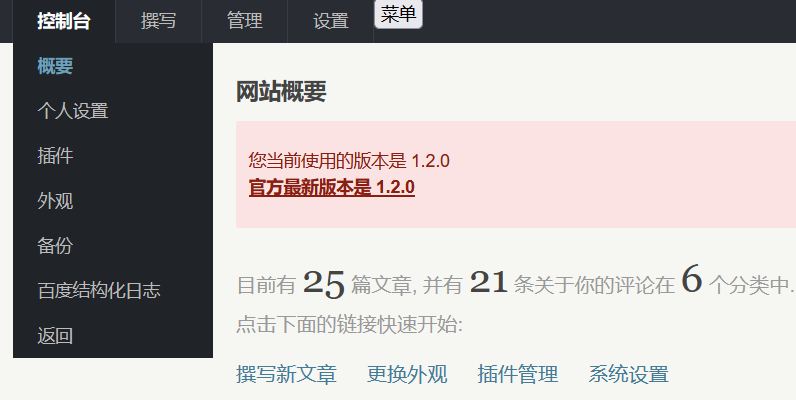 控制台 撰写 管理 设置 菜单
概要
个人设置
插件
外观
备份
百度结构化日志
返回
网站概要
您当前使用的版本是 1.2.0
官方最新版本是 1.2.0
目前有 25 篇文章, 并有 21 条关于你的评论在 6 个分类中.
点击下面的链接快速开始:
撰写新文章 更换外观 插件管理 系统设置